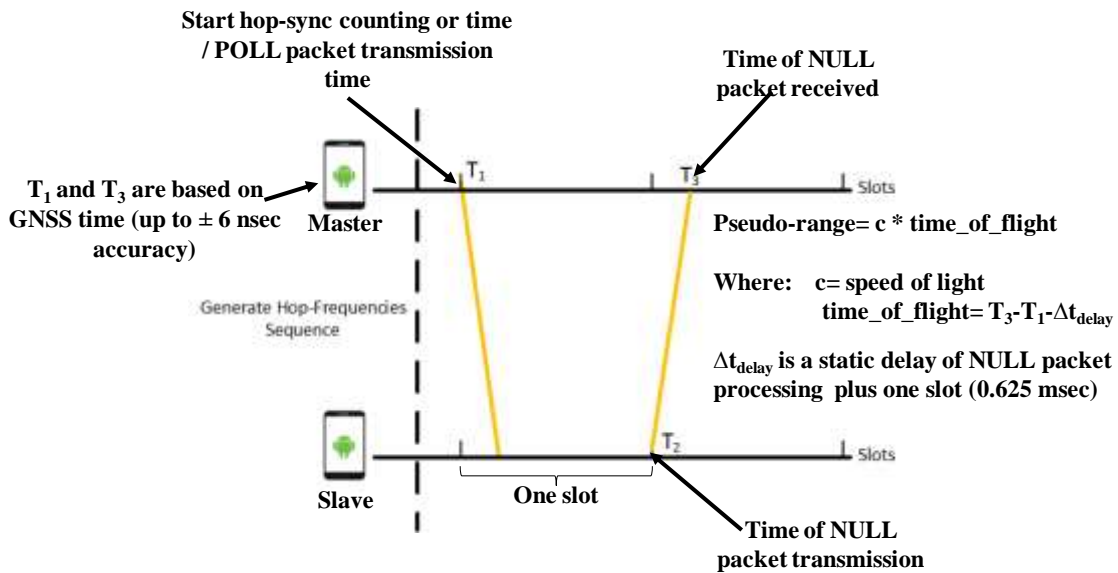 Start hop-sync counting or time
/ POLL packet transmission
time
Time of NULL
packet received
T₁
T₃
Slots
T₁ and T₃ are based on
GNSS time (up to ± 6 nsec
accuracy)
Master
Pseudo-range= c * time_of_flight
Where: c= speed of light
time_of_flight= T₃-T₁-Δt_delay
Generate Hop-Frequencies
Sequence
Δt_delay is a static delay of NULL packet
processing plus one slot (0.625 msec)
T₂
Slots
Slave
One slot
Time of NULL
packet transmission